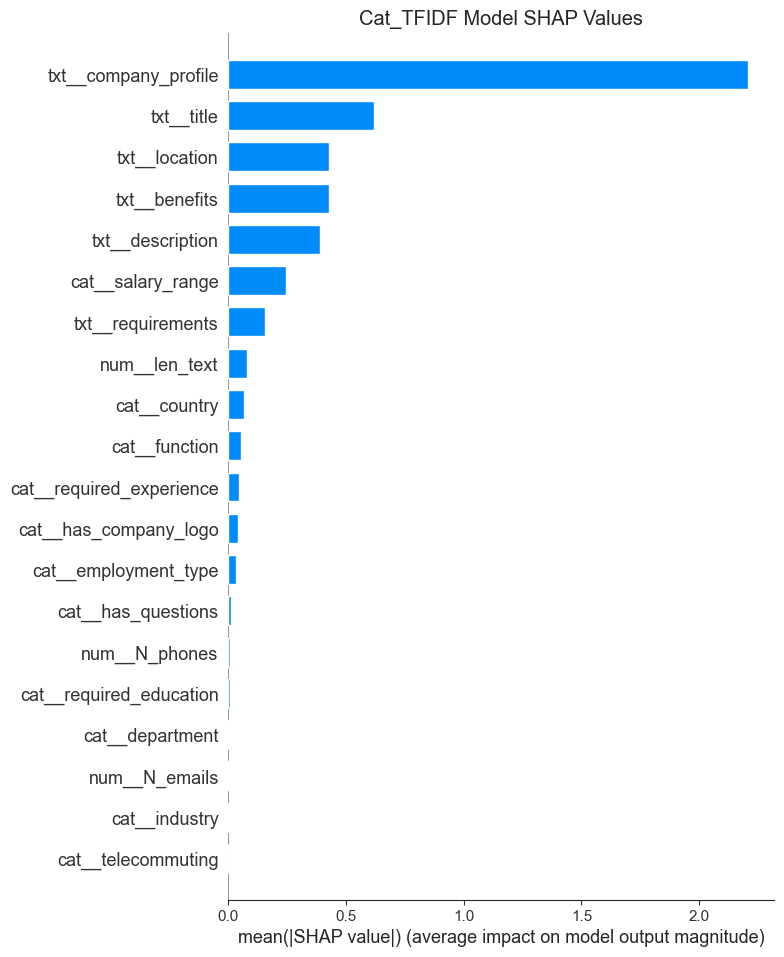 Cat_TFIDF Model SHAP Values
txt__company_profile
txt__title
txt__location
txt__benefits
txt__description
cat__salary_range
txt__requirements
num__len_text
cat__country
cat__function
cat__required_experience
cat__has_company_logo
cat__employment_type
cat__has_questions
num__N_phones
cat__required_education
cat__department
num__N_emails
cat__industry
cat__telecommuting
0.0 0.5 1.0 1.5 2.0
mean(|SHAP value|) (average impact on model output magnitude)